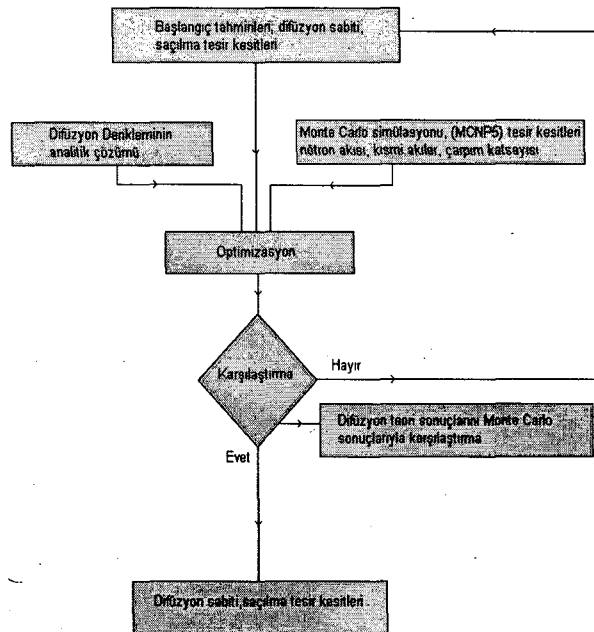 Başlangıç tahminleri, difüzyon sabiti,
saçılma tesir kesitleri
Difüzyon Denkleminin
analitik çözümü
Monte Carlo simülasyonu, (MCNP5) tesir kesitleri
nötron akısı, kısmi akılar, çarpım katsayısı
Optimizasyon
Karşılaştırma
Hayır
Difüzyon teori sonuçlarını Monte Carlo
sonuçlarıyla karşılaştırma
Evet
Difüzyon sabiti,saçılma tesir kesitleri